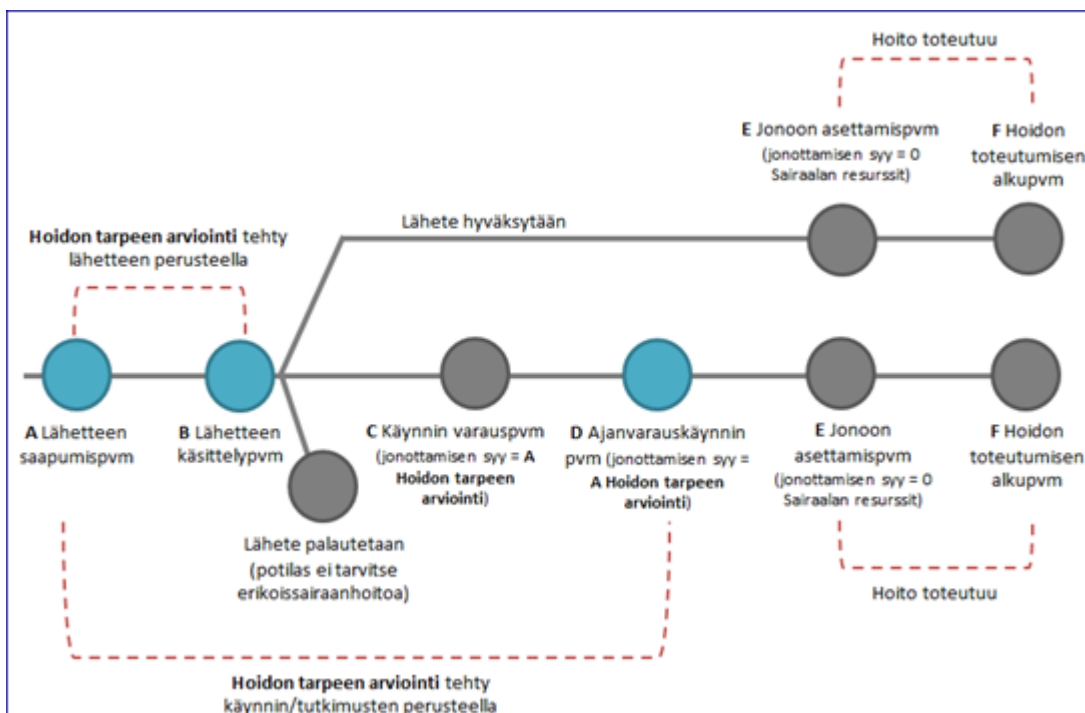 Hoito toteutuu
E Jonoon asettamispvm
(jonottamisen syy = 0
Sairaalan resurssit)
F Hoidon
toteutumisen
alkupvm
Lähete hyväksytään
Hoidon tarpeen arviointi tehty
lähetteen perusteella
A Lähetteen
saapumispvm
B Lähetteen
käsittelypvm
C Käynnin varauspvm
(jonottamisen syy = A
Hoidon tarpeen
arviointi)
D Ajanvarauskäynnin
pvm (jonottamisen syy =
A Hoidon tarpeen
arviointi)
E Jonoon
asettamispvm
(jonottamisen syy = 0
Sairaalan resurssit)
F Hoidon
toteutumisen
alkupvm
Lähete palautetaan
(potilas ei tarvitse
erikoissairaanhoitoa)
Hoito toteutuu
Hoidon tarpeen arviointi tehty
käynnin/tutkimusten perusteella